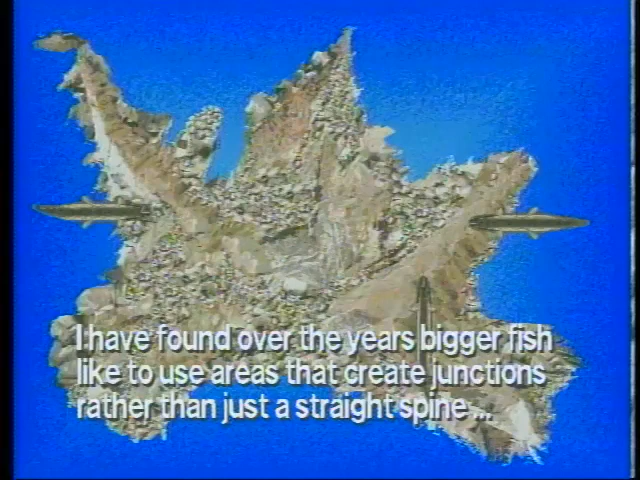 I have found over the years bigger fish
like to use areas that create junctions
rather than just a straight spine ...